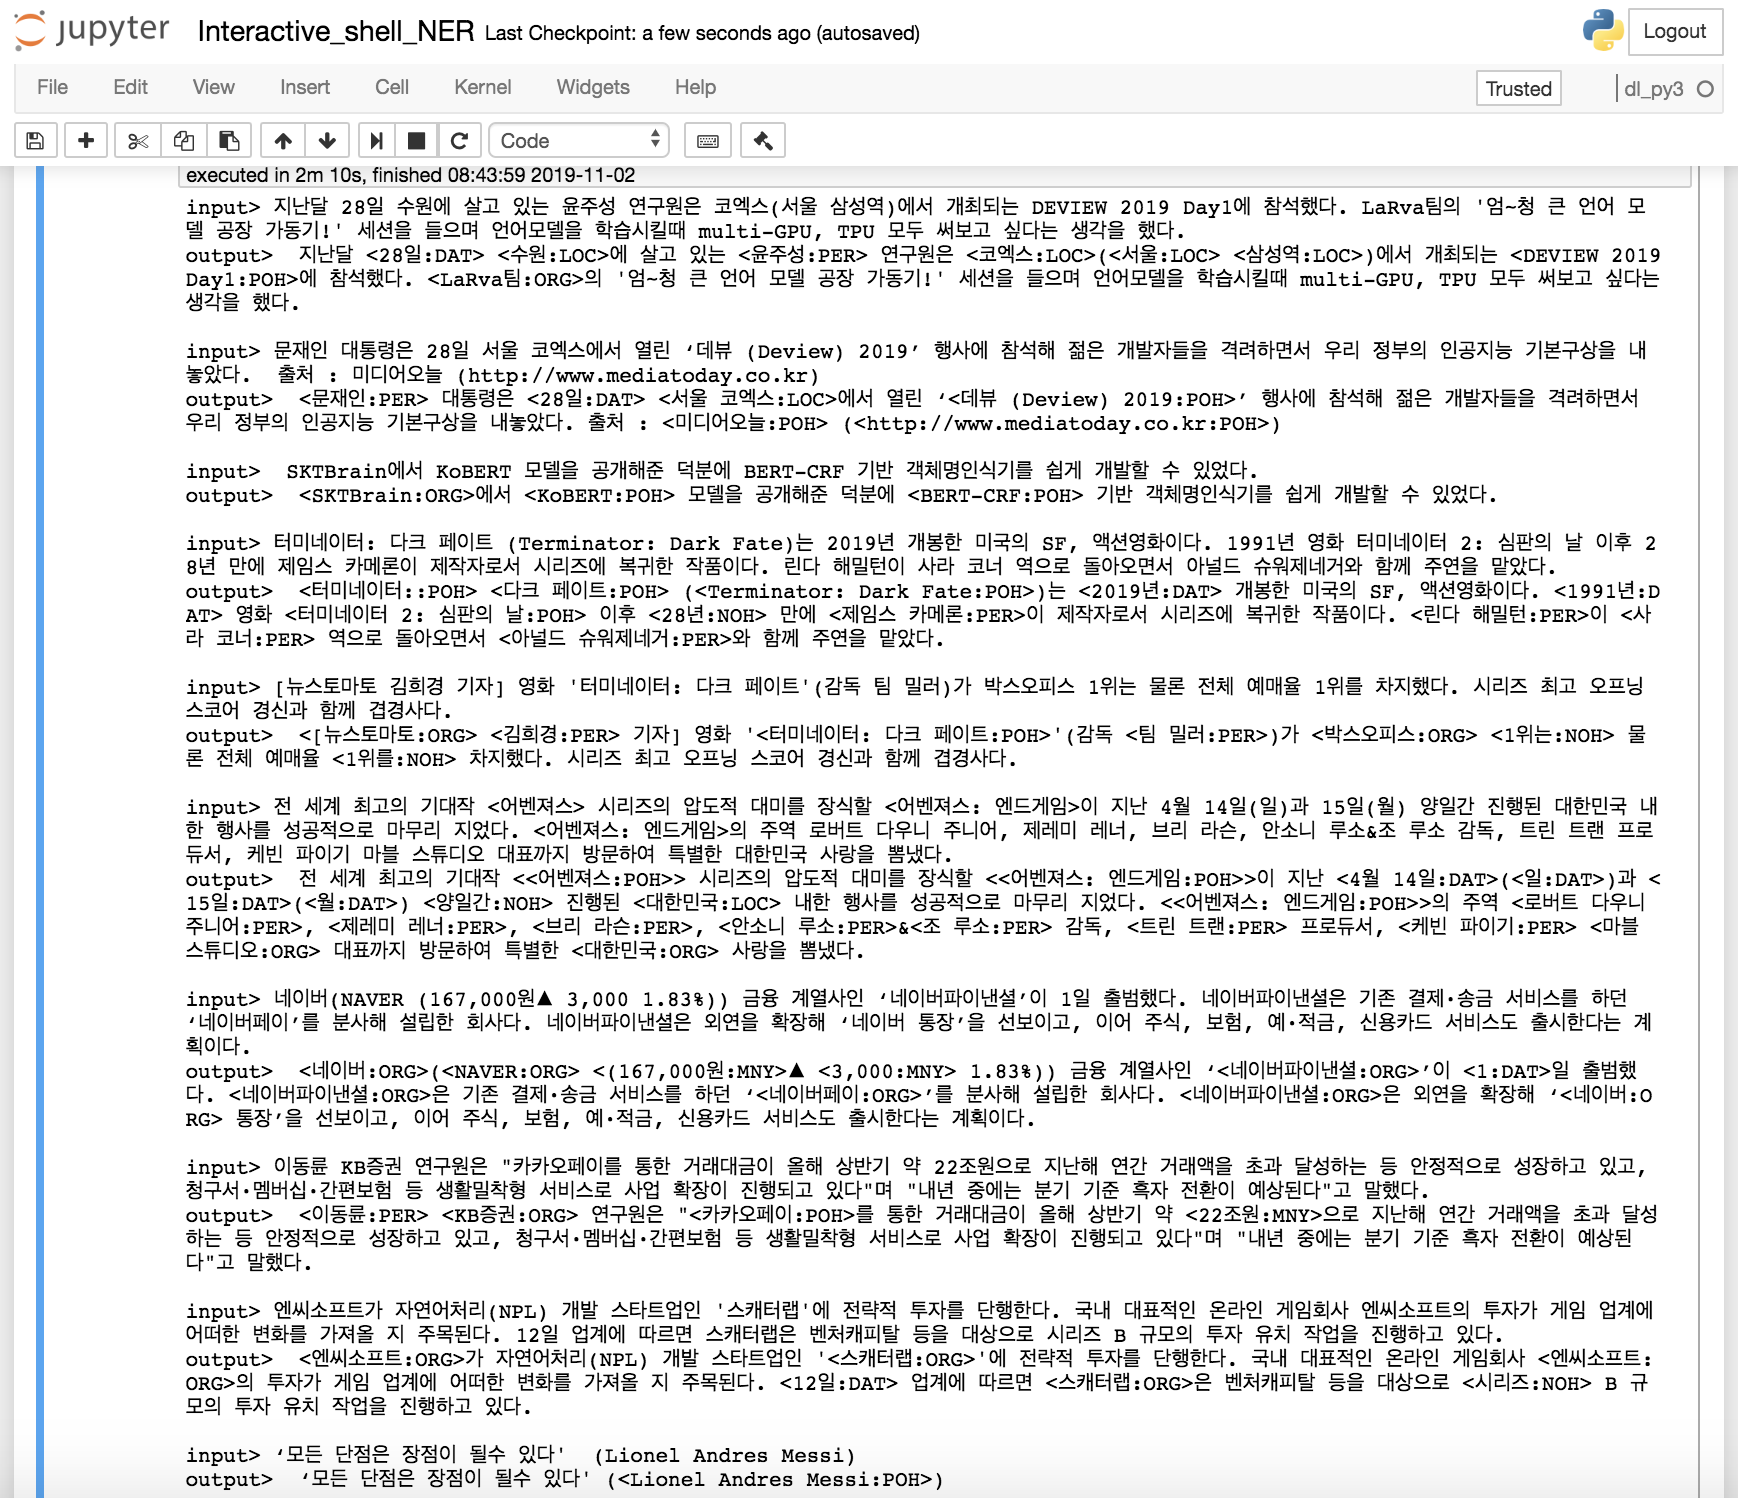 jupyter Interactive_shell_NER Last Checkpoint: a few seconds ago (autosaved) Logout
File Edit View Insert Cell Kernel Widgets Help Trusted dl_py3
Code
executed in 2m 10s, finished 08:43:59 2019-11-02
input> 지난달 28일 수원에 살고 있는 윤주성 연구원은 코엑스(서울 삼성역)에서 개최되는 DEVIEW 2019 Day1에 참석했다. LaRva팀의 '엄~청 큰 언어 모
델 공장 가동기!' 세션을 들으며 언어모델을 학습시킬때 multi-GPU, TPU 모두 써보고 싶다는 생각을 했다.
output>  지난달 <28일:DAT> <수원:LOC>에 살고 있는 <윤주성:PER> 연구원은 <코엑스:LOC>(<서울:LOC> <삼성역:LOC>)에서 개최되는 <DEVIEW 2019
Day1:POH>에 참석했다. <LaRva팀:ORG>의 '엄~청 큰 언어 모델 공장 가동기!' 세션을 들으며 언어모델을 학습시킬때 multi-GPU, TPU 모두 써보고 싶다는
생각을 했다.
input> 문재인 대통령은 28일 서울 코엑스에서 열린 ‘데뷰 (Deview) 2019’ 행사에 참석해 젊은 개발자들을 격려하면서 우리 정부의 인공지능 기본구상을 내
놓았다.  출처 : 미디어오늘 (http://www.mediatoday.co.kr)
output>  <문재인:PER> 대통령은 <28일:DAT> <서울 코엑스:LOC>에서 열린 ‘<데뷰 (Deview) 2019:POH>’ 행사에 참석해 젊은 개발자들을 격려하면서
우리 정부의 인공지능 기본구상을 내놓았다. 출처 : <미디어오늘:POH> (<http://www.mediatoday.co.kr:POH>)
input>  SKTBrain에서 KoBERT 모델을 공개해준 덕분에 BERT-CRF 기반 객체명인식기를 쉽게 개발할 수 있었다.
output>  <SKTBrain:ORG>에서 <KoBERT:POH> 모델을 공개해준 덕분에 <BERT-CRF:POH> 기반 객체명인식기를 쉽게 개발할 수 있었다.
input> 터미네이터: 다크 페이트 (Terminator: Dark Fate)는 2019년 개봉한 미국의 SF, 액션영화이다. 1991년 영화 터미네이터 2: 심판의 날 이후 2
8년 만에 제임스 카메론이 제작자로서 시리즈에 복귀한 작품이다. 린다 해밀턴이 사라 코너 역으로 돌아오면서 아널드 슈워제네거와 함께 주연을 맡았다.
output>  <터미네이터::POH> <다크 페이트:POH> (<Terminator: Dark Fate:POH>)는 <2019년:DAT> 개봉한 미국의 SF, 액션영화이다. <1991년:D
AT> 영화 <터미네이터 2: 심판의 날:POH> 이후 <28년:NOH> 만에 <제임스 카메론:PER>이 제작자로서 시리즈에 복귀한 작품이다. <린다 해밀턴:PER>이 <사
라 코너:PER> 역으로 돌아오면서 <아널드 슈워제네거:PER>와 함께 주연을 맡았다.
input> [뉴스토마토 김희경 기자] 영화 '터미네이터: 다크 페이트'(감독 팀 밀러)가 박스오피스 1위는 물론 전체 예매율 1위를 차지했다. 시리즈 최고 오프닝
스코어 경신과 함께 겹경사다.
output>  <[뉴스토마토:ORG> <김희경:PER> 기자] 영화 '<터미네이터: 다크 페이트:POH>'(감독 <팀 밀러:PER>)가 <박스오피스:ORG> <1위는:NOH> 물
론 전체 예매율 <1위를:NOH> 차지했다. 시리즈 최고 오프닝 스코어 경신과 함께 겹경사다.
input> 전 세계 최고의 기대작 <어벤져스> 시리즈의 압도적 대미를 장식할 <어벤져스: 엔드게임>이 지난 4월 14일(일)과 15일(월) 양일간 진행된 대한민국 내
한 행사를 성공적으로 마무리 지었다. <어벤져스: 엔드게임>의 주역 로버트 다우니 주니어, 제레미 레너, 브리 라슨, 안소니 루소&조 루소 감독, 트린 트랜 프로
듀서, 케빈 파이기 마블 스튜디오 대표까지 방문하여 특별한 대한민국 사랑을 뽐냈다.
output>  전 세계 최고의 기대작 <<어벤져스:POH>> 시리즈의 압도적 대미를 장식할 <<어벤져스: 엔드게임:POH>>이 지난 <4월 14일:DAT>(<일:DAT>)과 <
15일:DAT>(<월:DAT>) <양일간:NOH> 진행된 <대한민국:LOC> 내한 행사를 성공적으로 마무리 지었다. <<어벤져스: 엔드게임:POH>>의 주역 <로버트 다우니
주니어:PER>, <제레미 레너:PER>, <브리 라슨:PER>, <안소니 루소:PER>&<조 루소:PER> 감독, <트린 트랜:PER> 프로듀서, <케빈 파이기:PER> <마블
스튜디오:ORG> 대표까지 방문하여 특별한 <대한민국:ORG> 사랑을 뽐냈다.
input> 네이버(NAVER (167,000원▲ 3,000 1.83%)) 금융 계열사인 ‘네이버파이낸셜’이 1일 출범했다. 네이버파이낸셜은 기존 결제·송금 서비스를 하던
‘네이버페이’를 분사해 설립한 회사다. 네이버파이낸셜은 외연을 확장해 ‘네이버 통장’을 선보이고, 이어 주식, 보험, 예·적금, 신용카드 서비스도 출시한다는 계
획이다.
output>  <네이버:ORG>(<NAVER:ORG> <(167,000원:MNY>▲ <3,000:MNY> 1.83%)) 금융 계열사인 ‘<네이버파이낸셜:ORG>’이 <1:DAT>일 출범했
다. <네이버파이낸셜:ORG>은 기존 결제·송금 서비스를 하던 ‘<네이버페이:ORG>’를 분사해 설립한 회사다. <네이버파이낸셜:ORG>은 외연을 확장해 ‘<네이버:O
RG> 통장’을 선보이고, 이어 주식, 보험, 예·적금, 신용카드 서비스도 출시한다는 계획이다.
input> 이동륜 KB증권 연구원은 "카카오페이를 통한 거래대금이 올해 상반기 약 22조원으로 지난해 연간 거래액을 초과 달성하는 등 안정적으로 성장하고 있고,
청구서·멤버십·간편보험 등 생활밀착형 서비스로 사업 확장이 진행되고 있다"며 "내년 중에는 분기 기준 흑자 전환이 예상된다"고 말했다.
output>  <이동륜:PER> <KB증권:ORG> 연구원은 "<카카오페이:POH>를 통한 거래대금이 올해 상반기 약 <22조원:MNY>으로 지난해 연간 거래액을 초과 달성
하는 등 안정적으로 성장하고 있고, 청구서·멤버십·간편보험 등 생활밀착형 서비스로 사업 확장이 진행되고 있다"며 "내년 중에는 분기 기준 흑자 전환이 예상된
다"고 말했다.
input> 엔씨소프트가 자연어처리(NPL) 개발 스타트업인 '스캐터랩'에 전략적 투자를 단행한다. 국내 대표적인 온라인 게임회사 엔씨소프트의 투자가 게임 업계에
어떠한 변화를 가져올 지 주목된다. 12일 업계에 따르면 스캐터랩은 벤처캐피탈 등을 대상으로 시리즈 B 규모의 투자 유치 작업을 진행하고 있다.
output>  <엔씨소프트:ORG>가 자연어처리(NPL) 개발 스타트업인 '<스캐터랩:ORG>'에 전략적 투자를 단행한다. 국내 대표적인 온라인 게임회사 <엔씨소프트:
ORG>의 투자가 게임 업계에 어떠한 변화를 가져올 지 주목된다. <12일:DAT> 업계에 따르면 <스캐터랩:ORG>은 벤처캐피탈 등을 대상으로 <시리즈:NOH> B 규
모의 투자 유치 작업을 진행하고 있다.
input> ‘모든 단점은 장점이 될수 있다'  (Lionel Andres Messi)
output>  ‘모든 단점은 장점이 될수 있다' (<Lionel Andres Messi:POH>)